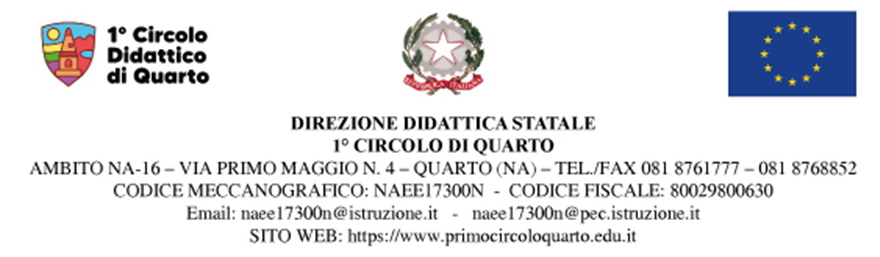 1° Circolo
Didattico
di Quarto
REPVBBLICA ITALIANA
DIREZIONE DIDATTICA STATALE
1° CIRCOLO DI QUARTO
AMBITO NA-16 – VIA PRIMO MAGGIO N. 4 – QUARTO (NA) – TEL./FAX 081 8761777 – 081 8768852
CODICE MECCANOGRAFICO: NAEE17300N - CODICE FISCALE: 80029800630
Email: naee17300n@istruzione.it - naee17300n@pec.istruzione.it
SITO WEB: https://www.primocircoloquarto.edu.it